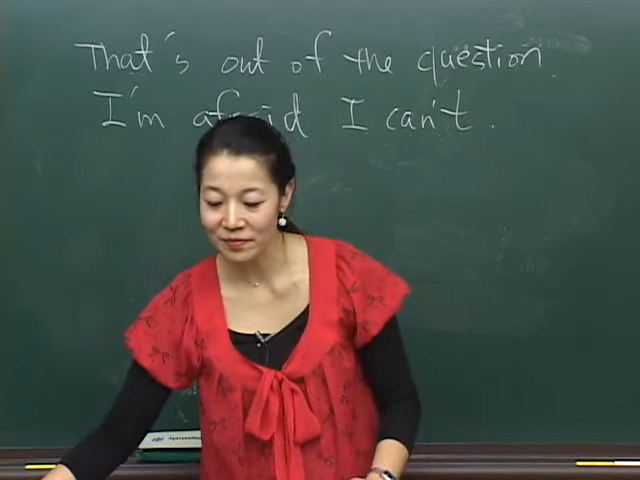 That's out of the question.
I'm afraid I can't.